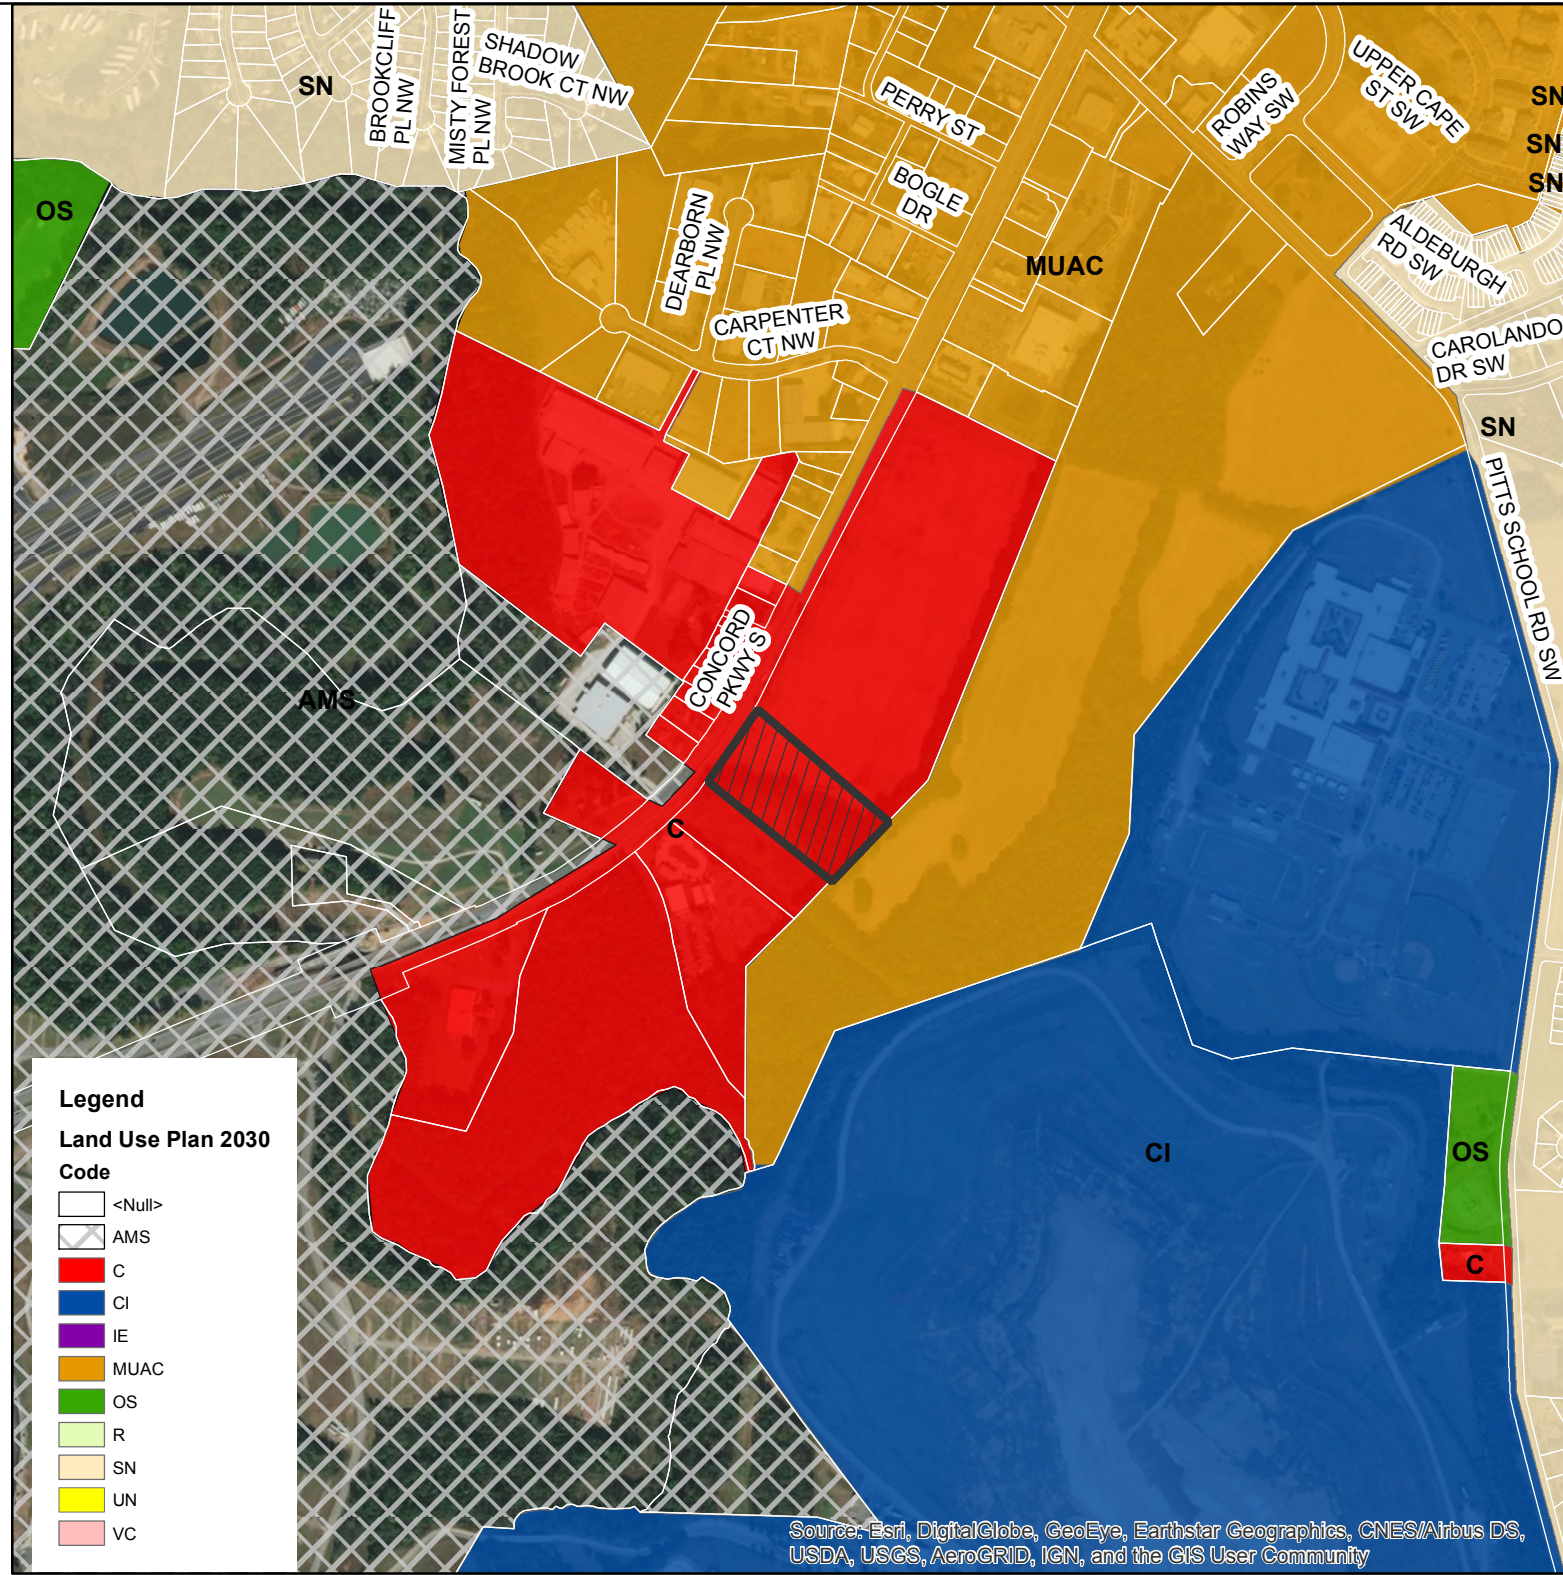 SN
BROOKCLIFF
PL NW
MISTY FOREST
PL NW
SHADOW
BROOK CT NW
PERRY ST
BOGLE
DR
ROBINS
WAY SW
UPPER CAPE
ST SW
SN
SN
SN
OS
DEARBORN
PL NW
MUAC
ALDEBURGH
RD SW
CARPENTER
CT NW
CAROLANDO
DR SW
SN
PITTS SCHOOL RD SW
CONCORD
PKWY S
AMS
C
CI
OS
C
Legend
Land Use Plan 2030
Code
<Null>
AMS
C
CI
IE
MUAC
OS
R
SN
UN
VC
Source: Esri, DigitalGlobe, GeoEye, Earthstar Geographics, CNES/Airbus DS,
USDA, USGS, AeroGRID, IGN, and the GIS User Community